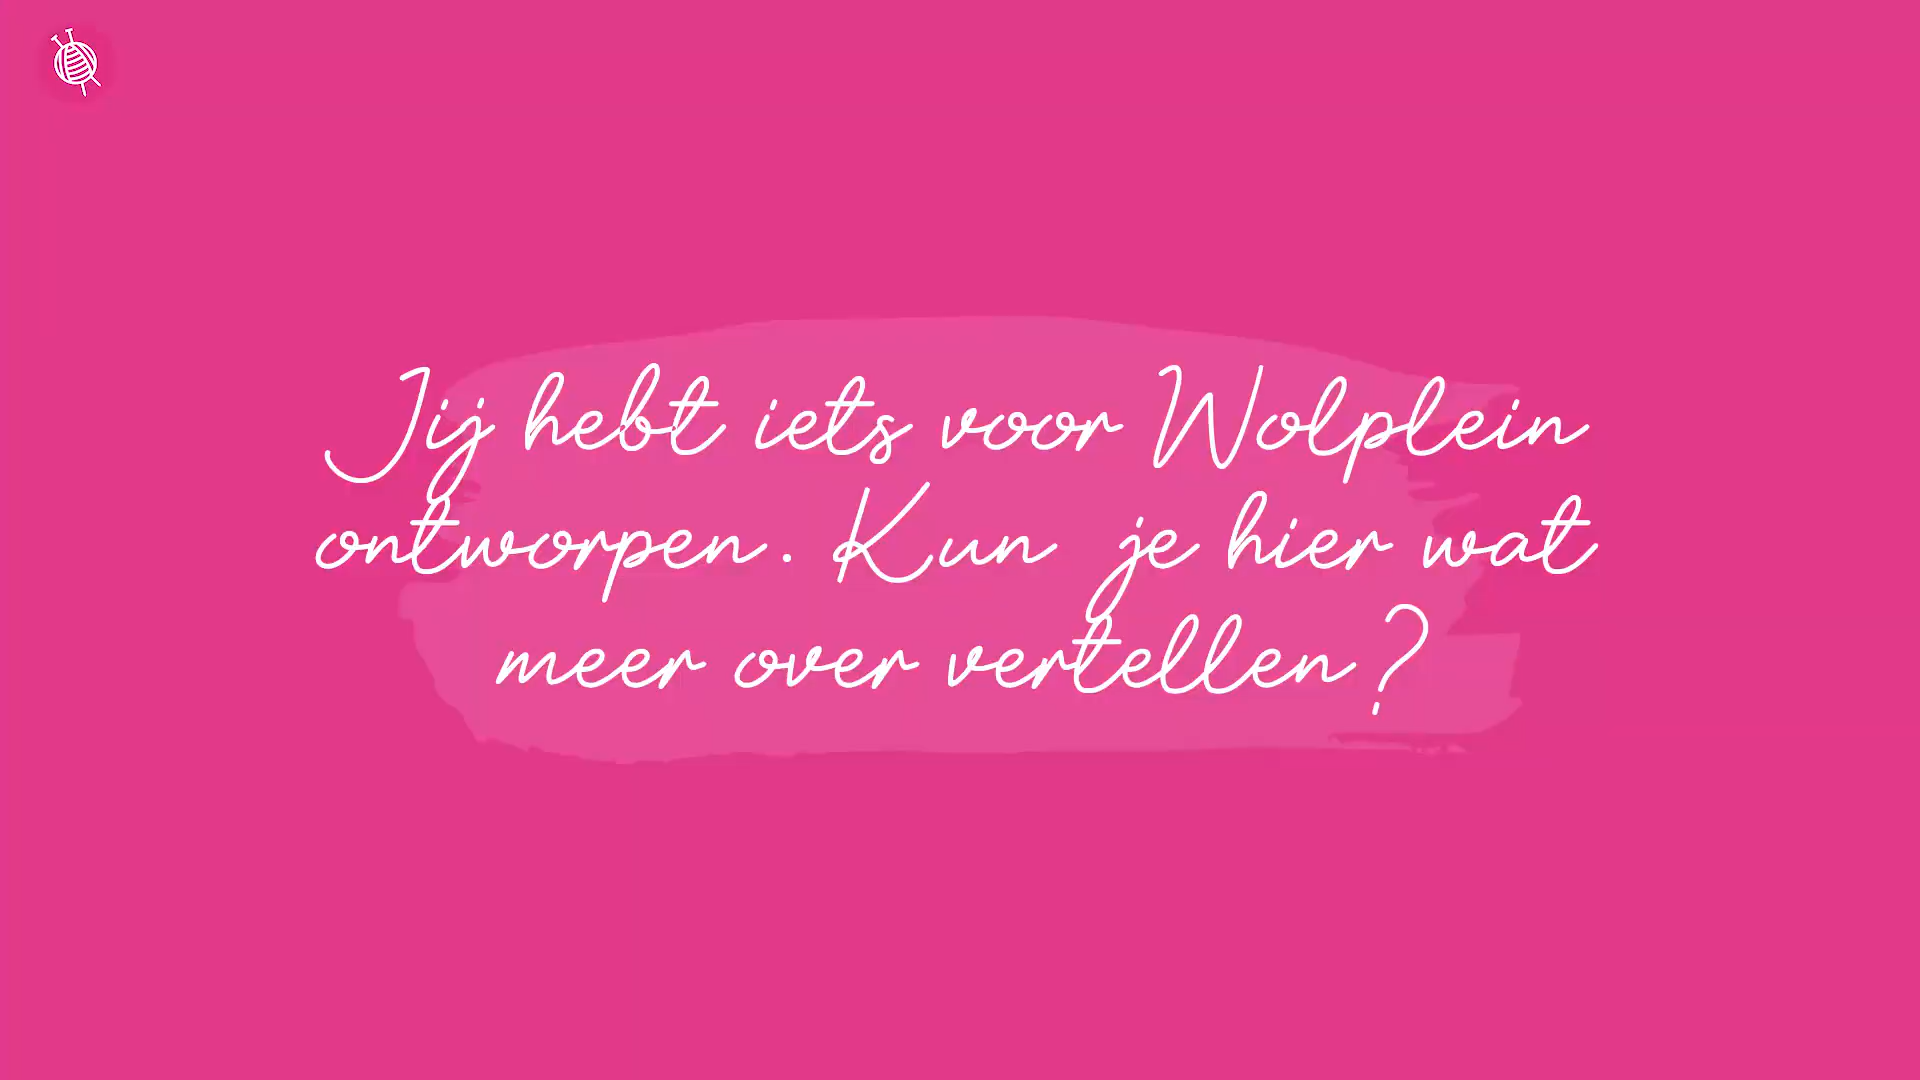 Jij hebt iets voor Wolplein
ontworpen. Kun je hier wat
meer over vertellen?